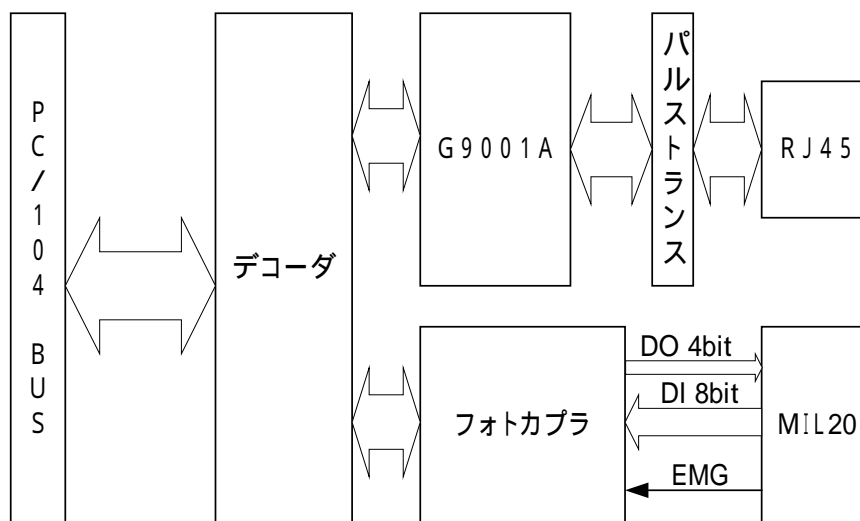 PC/104 BUS
デコーダ
G9001A
パルストランス
RJ45
フォトカプラ
DO 4bit
DI 8bit
EMG
MIL20